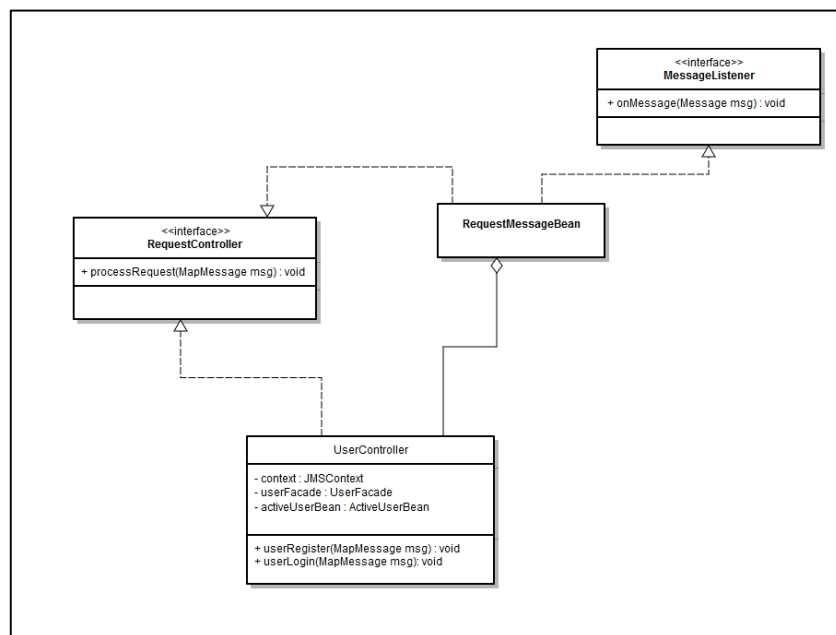 <<interface>>
MessageListener
+ onMessage(Message msg) : void
<<interface>>
RequestController
+ processRequest(MapMessage msg) : void
RequestMessageBean
UserController
- context : JMSContext
- userFacade : UserFacade
- activeUserBean : ActiveUserBean
+ userRegister(MapMessage msg) : void
+ userLogin(MapMessage msg): void